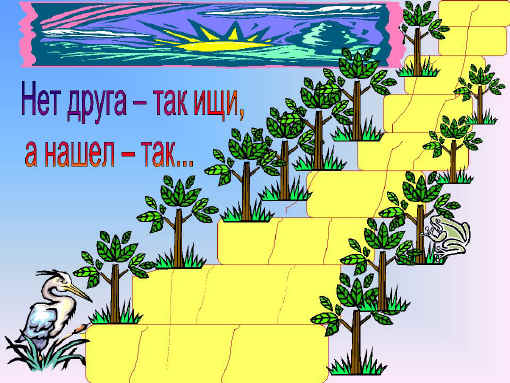 Нет друга – так ищи,
а нашел – так...